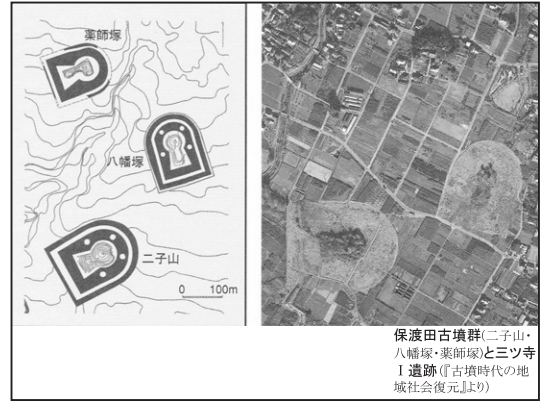 薬師塚
八幡塚
二子山
0 100m
保渡田古墳群(二子山・
八幡塚・薬師塚)と三ツ寺
Ⅰ遺跡(『古墳時代の地
域社会復元』より)